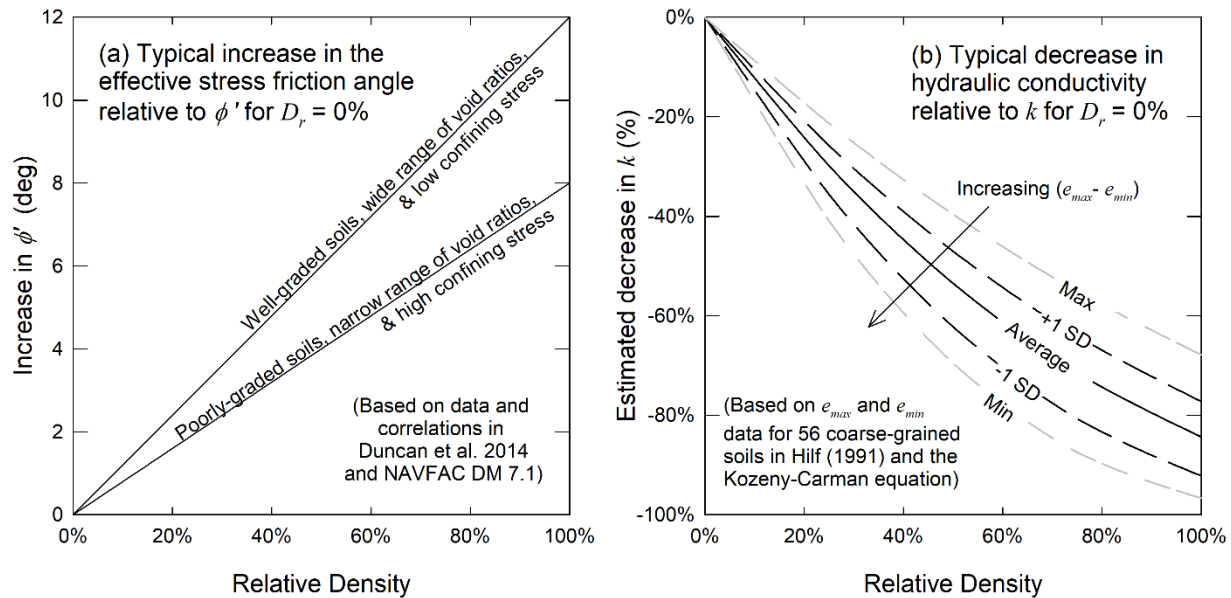 12
10
8
6
4
2
0
Increase in ϕ' (deg)
(a) Typical increase in the
effective stress friction angle
relative to ϕ' for D_r = 0%
Well-graded soils, wide range of void ratios,
& low confining stress
Poorly-graded soils, narrow range of void ratios,
& high confining stress
(Based on data and
correlations in
Duncan et al. 2014
and NAVFAC DM 7.1)
0%
20%
40%
60%
80%
100%
Relative Density
0%
-20%
-40%
-60%
-80%
-100%
Estimated decrease in k (%)
(b) Typical decrease in
hydraulic conductivity
relative to k for D_r = 0%
Increasing (e_max- e_min)
Max
+1 SD
Average
-1 SD
Min
(Based on e_max and e_min
data for 56 coarse-grained
soils in Hilf (1991) and the
Kozeny-Carman equation)
0%
20%
40%
60%
80%
100%
Relative Density